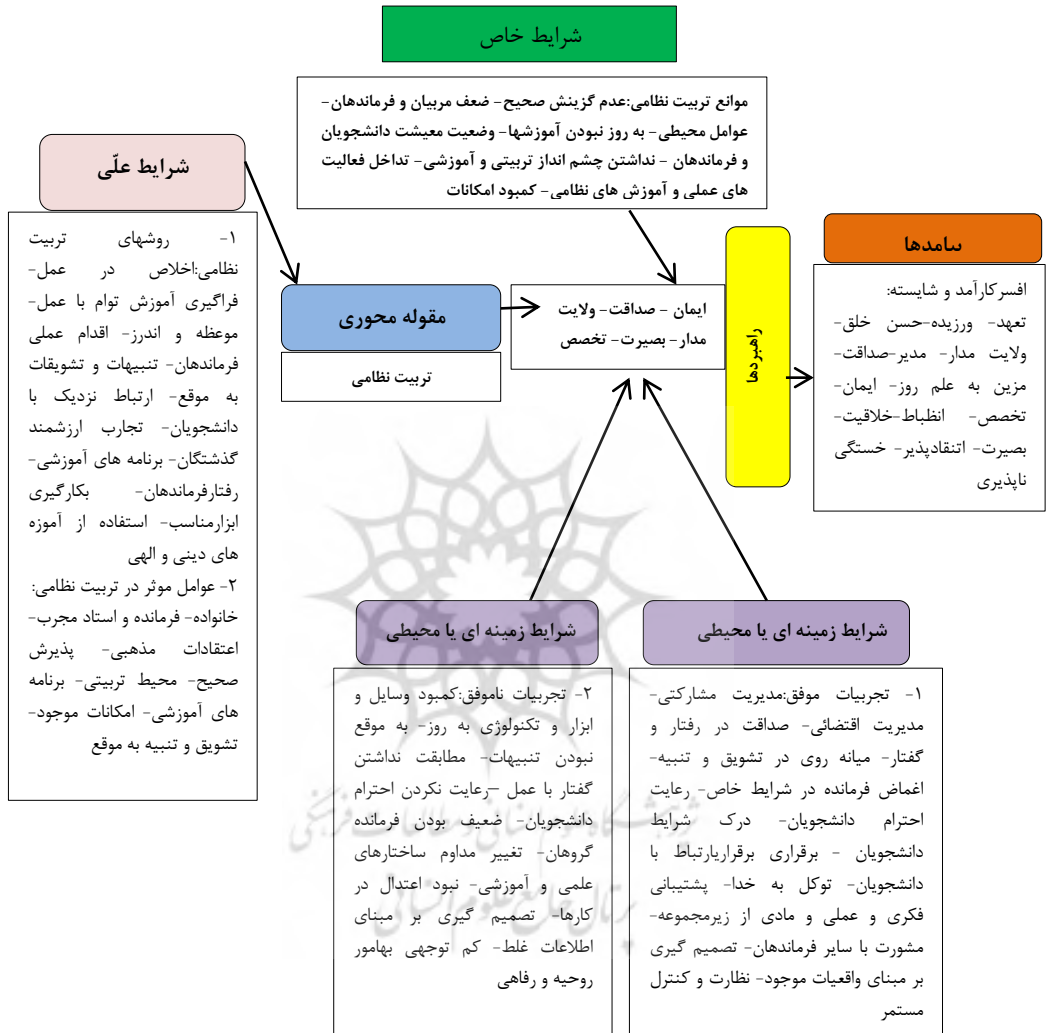 شرایط خاص
موانع تربیت نظامی:عدم گزینش صحیح- ضعف مربیان و فرماندهان-
عوامل محیطی- به روز نبودن آموزشها- وضعیت معیشت دانشجویان
و فرماندهان - نداشتن چشم انداز تربیتی و آموزشی- تداخل فعالیت
های عملی و آموزش های نظامی- کمبود امکانات
شرایط علّی
۱- روشهای تربیت
نظامی:اخلاص در عمل-
فراگیری آموزش توام با عمل-
موعظه و اندرز- اقدام عملی
فرماندهان- تنبیهات و تشویقات
به موقع- ارتباط نزدیک با
دانشجویان- تجارب ارزشمند
گذشتگان- برنامه های آموزشی-
رفتارفرماندهان- بکارگیری
ابزارمناسب- استفاده از آموزه
های دینی و الهی
۲- عوامل موثر در تربیت نظامی:
خانواده- فرمانده و استاد مجرب-
اعتقادات مذهبی- پذیرش
صحیح- محیط تربیتی- برنامه
های آموزشی- امکانات موجود-
تشویق و تنبیه به موقع
مقوله محوری
تربیت نظامی
ایمان - صداقت- ولایت
مدار- بصیرت- تخصص
راهبردها
پیامدها
افسرکارآمد و شایسته:
تعهد- ورزیده-حسن خلق-
ولایت مدار- مدیر-صداقت-
مزین به علم روز- ایمان-
تخصص- انظباط-خلاقیت-
بصیرت- اتنقادپذیر- خستگی
ناپذیری
شرایط زمینه ای یا محیطی
۱- تجربیات موفق:مدیریت مشارکتی-
مدیریت اقتضائی- صداقت در رفتار و
گفتار- میانه روی در تشویق و تنبیه-
اغماض فرمانده در شرایط خاص- رعایت
احترام دانشجویان- درک شرایط
دانشجویان - برقراری برقراریارتباط با
دانشجویان- توکل به خدا- پشتیبانی
فکری و عملی و مادی از زیرمجموعه-
مشورت با سایر فرماندهان- تصمیم گیری
بر مبنای واقعیات موجود- نظارت و کنترل
مستمر
شرایط زمینه ای یا محیطی
۲- تجربیات ناموفق:کمبود وسایل و
ابزار و تکنولوژی به روز- به موقع
نبودن تنبیهات- مطابقت نداشتن
گفتار با عمل –رعایت نکردن احترام
دانشجویان- ضعیف بودن فرمانده
گروهان- تغییر مداوم ساختارهای
علمی و آموزشی- نبود اعتدال در
کارها- تصمیم گیری بر مبنای
اطلاعات غلط- کم توجهی بهامور
روحیه و رفاهی
پژوهشگاه علوم انسانی و مطالعات فرهنگی
پرتال جامع علوم انسانی